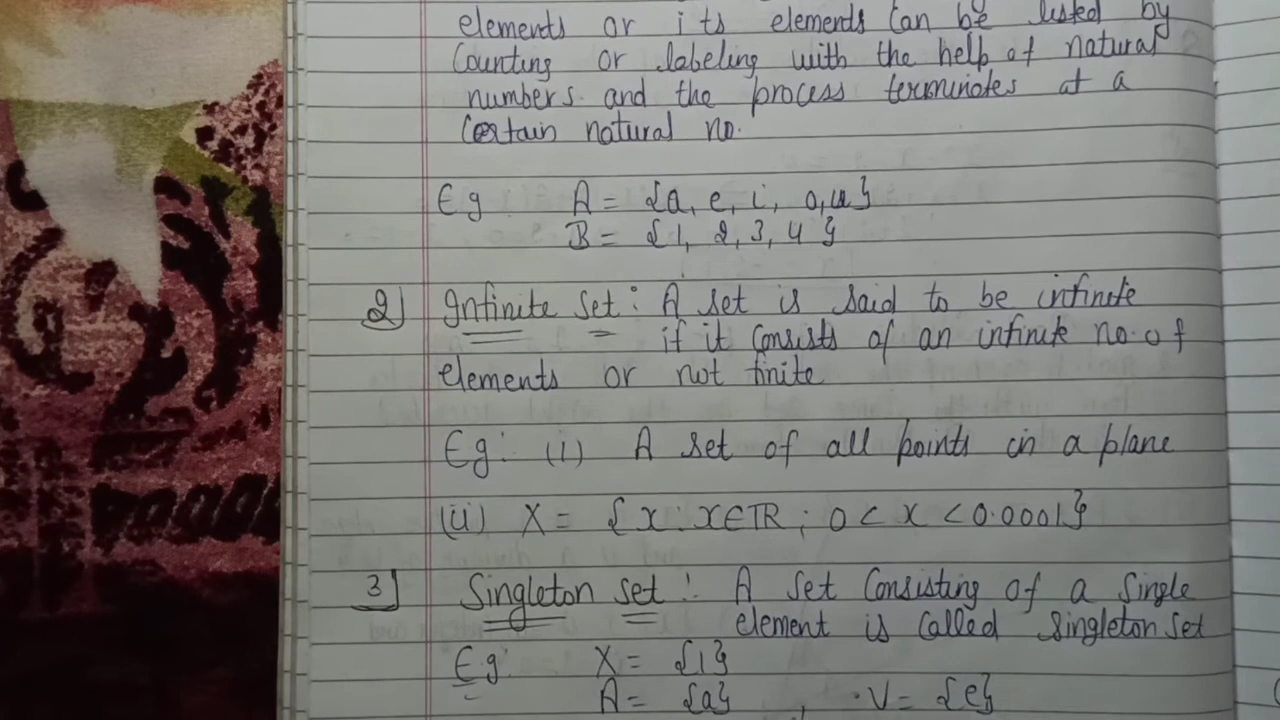 elements or its elements can be listed by
Counting or labeling with the help of natural
numbers and the process terminates at a
Certain natural no.
Eg A = {a, e, i, o, u}
B = {1, 2, 3, 4}
2) Infinite Set : A set is said to be infinite
if it consists of an infinite no. of
elements or not finite
Eg: (i) A set of all points in a plane
(ii) X = {x : x∈IR ; 0 < x < 0.0001}
3) Singleton Set : A Set Consisting of a Single
element is Called Singleton Set
Eg: X = {1}
A = {a} , V = {e}